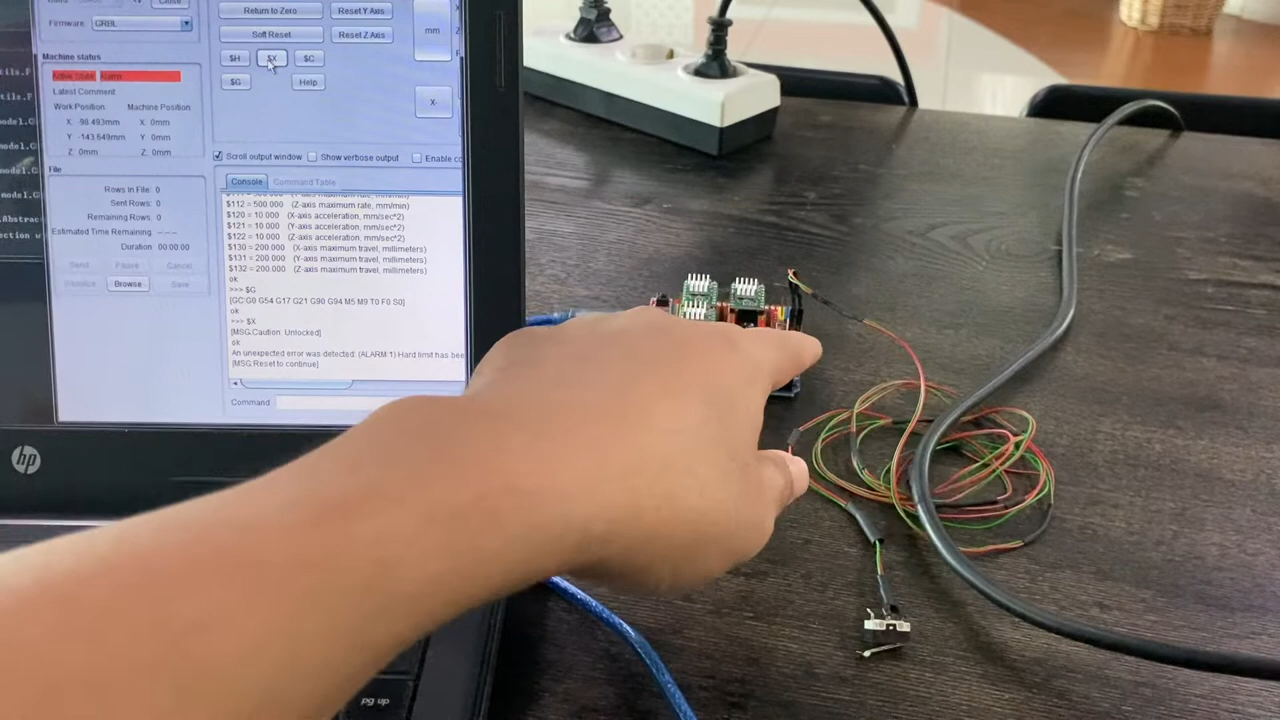 Close
Firmware: GRBL
Return to Zero
Reset Y Axis
Soft Reset
Reset Z Axis
$H
$X
$C
$G
Help
mm
X-
Machine status
Active State: Alarm
Latest Comment:
Work Position:
Machine Position:
X: -98.493mm
X: 0mm
Y: -143.649mm
Y: 0mm
Z: 0mm
Z: 0mm
File
Rows in File: 0
Sent Rows: 0
Remaining Rows: 0
Estimated Time Remaining: --:--
Duration: 00:00:00
Send
Pause
Cancel
Visualize
Browse
Save
Scroll output window
Show verbose output
Enable
Console
Command Table
$112 = 500.000 (Z-axis maximum rate, mm/min)
$120 = 10.000 (X-axis acceleration, mm/sec^2)
$121 = 10.000 (Y-axis acceleration, mm/sec^2)
$122 = 10.000 (Z-axis acceleration, mm/sec^2)
$130 = 200.000 (X-axis maximum travel, millimeters)
$131 = 200.000 (Y-axis maximum travel, millimeters)
$132 = 200.000 (Z-axis maximum travel, millimeters)
ok
>>> $G
[GC:G0 G54 G17 G21 G90 G94 M5 M9 T0 F0 S0]
ok
>>> $X
[MSG:Caution: Unlocked]
ok
An unexpected error was detected: (ALARM:1) Hard limit has bee
[MSG:Reset to continue]
Command
hp
pg dn